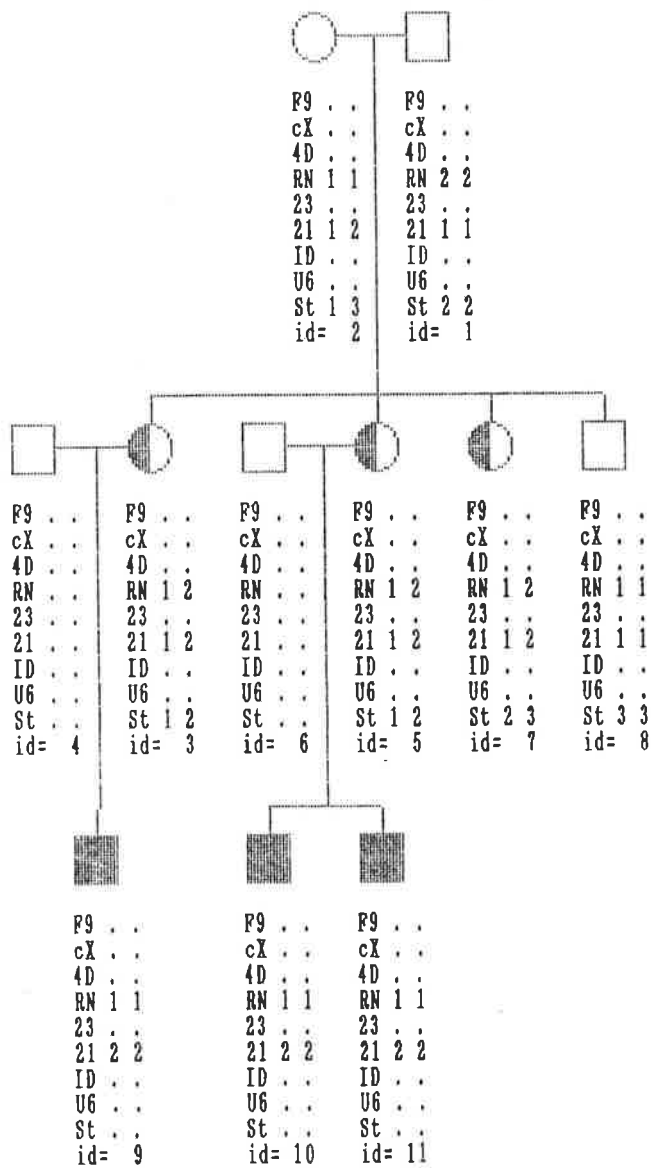 F9 . . F9 . .
cX . . cX . .
4D . . 4D . .
RN 1 1 RN 2 2
23 . . 23 . .
21 1 2 21 1 1
ID . . ID . .
U6 . . U6 . .
St 1 3 St 2 2
id= 2 id= 1
F9 . . F9 . . F9 . . F9 . . F9 . . F9 . .
cX . . cX . . cX . . cX . . cX . . cX . .
4D . . 4D . . 4D . . 4D . . 4D . . 4D . .
RN . . RN 1 2 RN . . RN 1 2 RN 1 2 RN 1 1
23 . . 23 . . 23 . . 23 . . 23 . . 23 . .
21 . . 21 1 2 21 . . 21 1 2 21 1 2 21 1 1
ID . . ID . . ID . . ID . . ID . . ID . .
U6 . . U6 . . U6 . . U6 . . U6 . . U6 . .
St . . St 1 2 St . . St 1 2 St 2 3 St 3 3
id= 4 id= 3 id= 6 id= 5 id= 7 id= 8
F9 . . F9 . . F9 . .
cX . . cX . . cX . .
4D . . 4D . . 4D . .
RN 1 1 RN 1 1 RN 1 1
23 . . 23 . . 23 . .
21 2 2 21 2 2 21 2 2
ID . . ID . . ID . .
U6 . . U6 . . U6 . .
St . . St . . St . .
id= 9 id= 10 id= 11